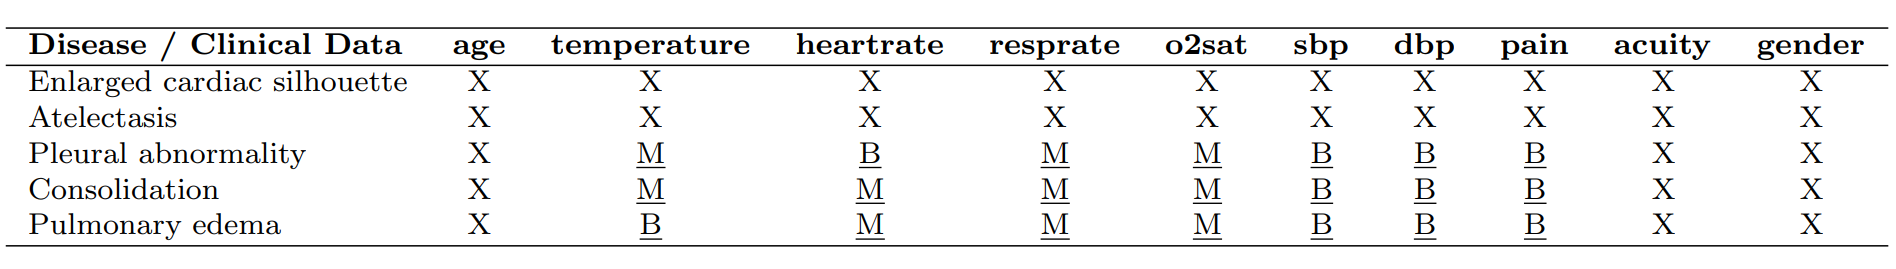 Disease / Clinical Data age temperature heartrate resprate o2sat sbp dbp pain acuity gender
Enlarged cardiac silhouette X X X X X X X X X X
Atelectasis X X X X X X X X X X
Pleural abnormality X M B M M B B B X X
Consolidation X M M M M B B B X X
Pulmonary edema X B M M M B B B X X